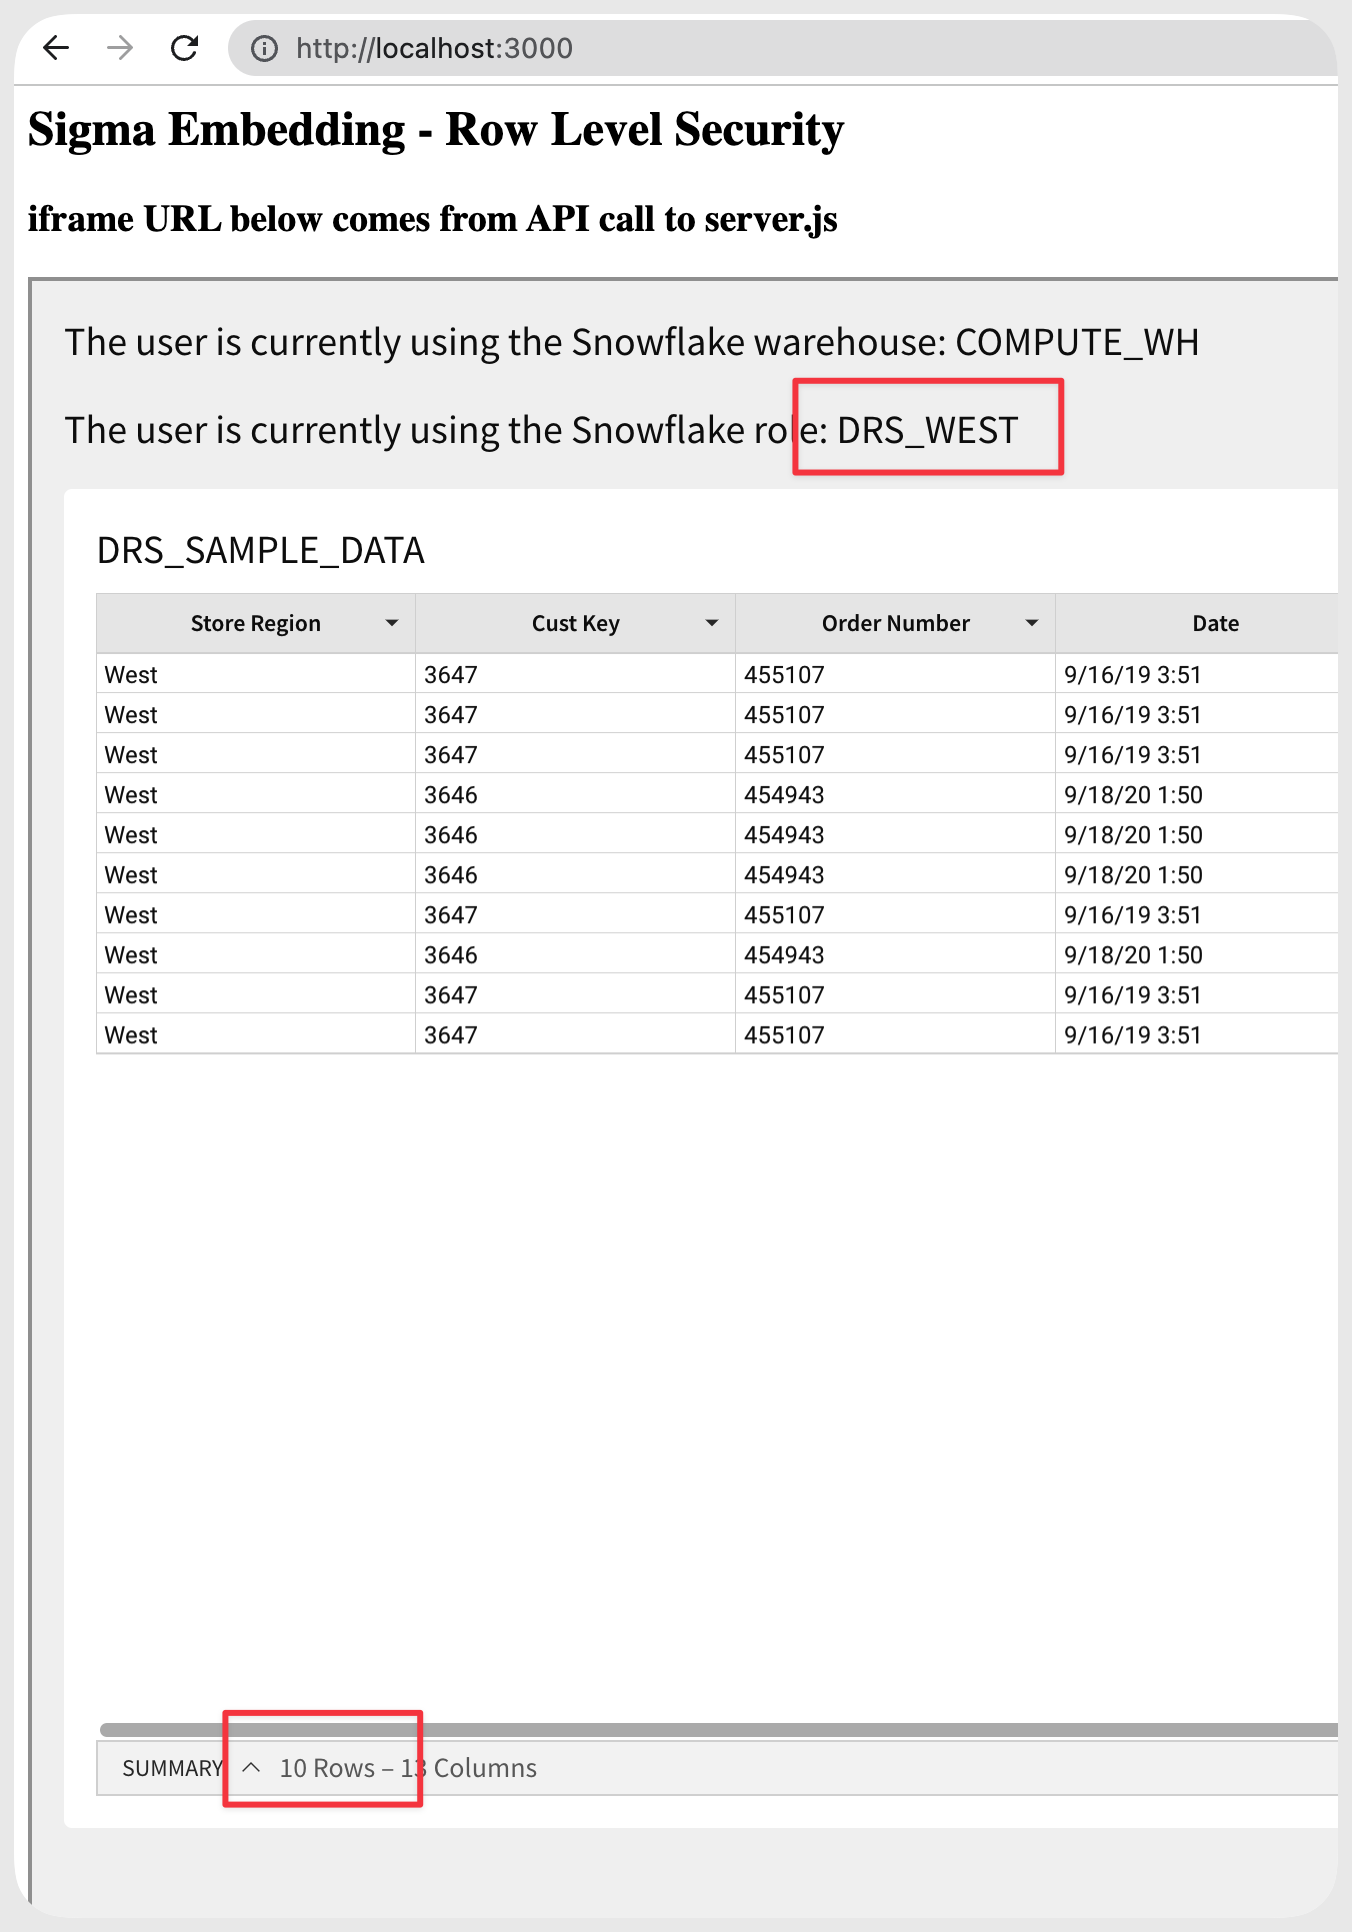 http://localhost:3000
Sigma Embedding - Row Level Security
iframe URL below comes from API call to server.js
The user is currently using the Snowflake warehouse: COMPUTE_WH
The user is currently using the Snowflake role: DRS_WEST
DRS_SAMPLE_DATA
Store Region Cust Key Order Number Date
West 3647 455107 9/16/19 3:51
West 3647 455107 9/16/19 3:51
West 3647 455107 9/16/19 3:51
West 3646 454943 9/18/20 1:50
West 3646 454943 9/18/20 1:50
West 3646 454943 9/18/20 1:50
West 3647 455107 9/16/19 3:51
West 3646 454943 9/18/20 1:50
West 3647 455107 9/16/19 3:51
West 3647 455107 9/16/19 3:51
SUMMARY 10 Rows – 13 Columns